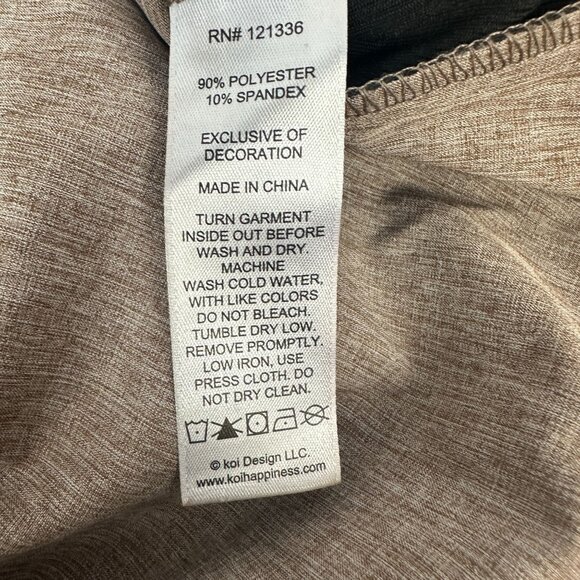 RN# 121336
90% POLYESTER
10% SPANDEX
EXCLUSIVE OF
DECORATION
MADE IN CHINA
TURN GARMENT
INSIDE OUT BEFORE
WASH AND DRY.
MACHINE
WASH COLD WATER,
WITH LIKE COLORS
DO NOT BLEACH.
TUMBLE DRY LOW.
REMOVE PROMPTLY.
LOW IRON, USE
PRESS CLOTH. DO
NOT DRY CLEAN.
© koi Design LLC.
www.koihappiness.com